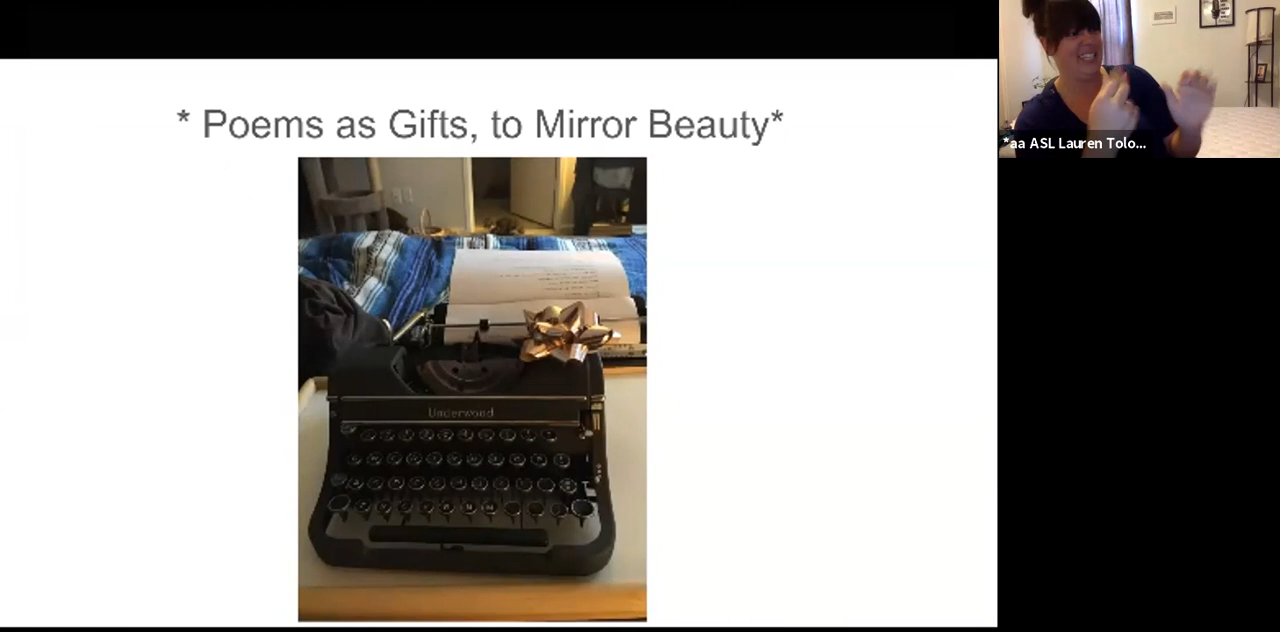 * Poems as Gifts, to Mirror Beauty*
Underwood
*aa ASL Lauren Tolo...